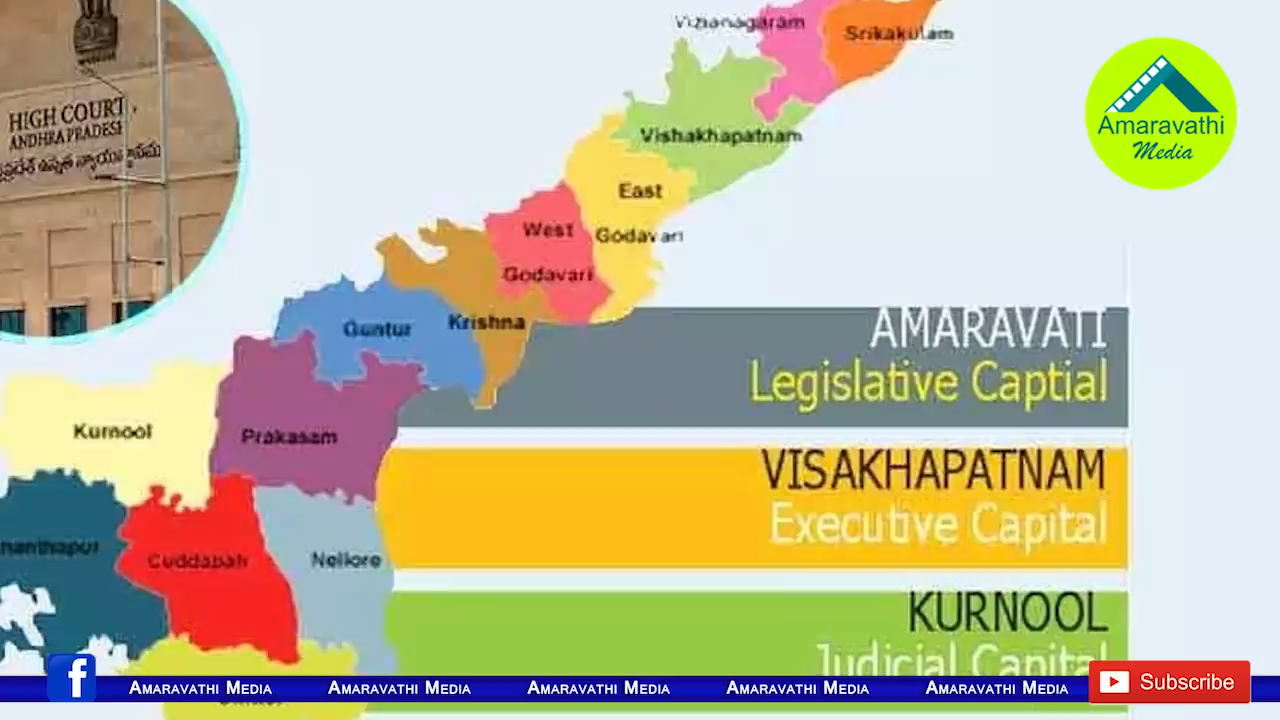 HIGH COURT
ANDHRA PRADESH
Vizianagaram
Srikakulam
Vishakhapatnam
East
Godavari
West
Godavari
Krishna
Guntur
Kurnool
Prakasam
Cuddapah
Nellore
AMARAVATI
Legislative Captial
VISAKHAPATNAM
Executive Capital
KURNOOL
Judicial Capital
Amaravathi
Media
f
AMARAVATHI MEDIA
AMARAVATHI MEDIA
AMARAVATHI MEDIA
AMARAVATHI MEDIA
AMARAVATHI MEDIA
Subscribe